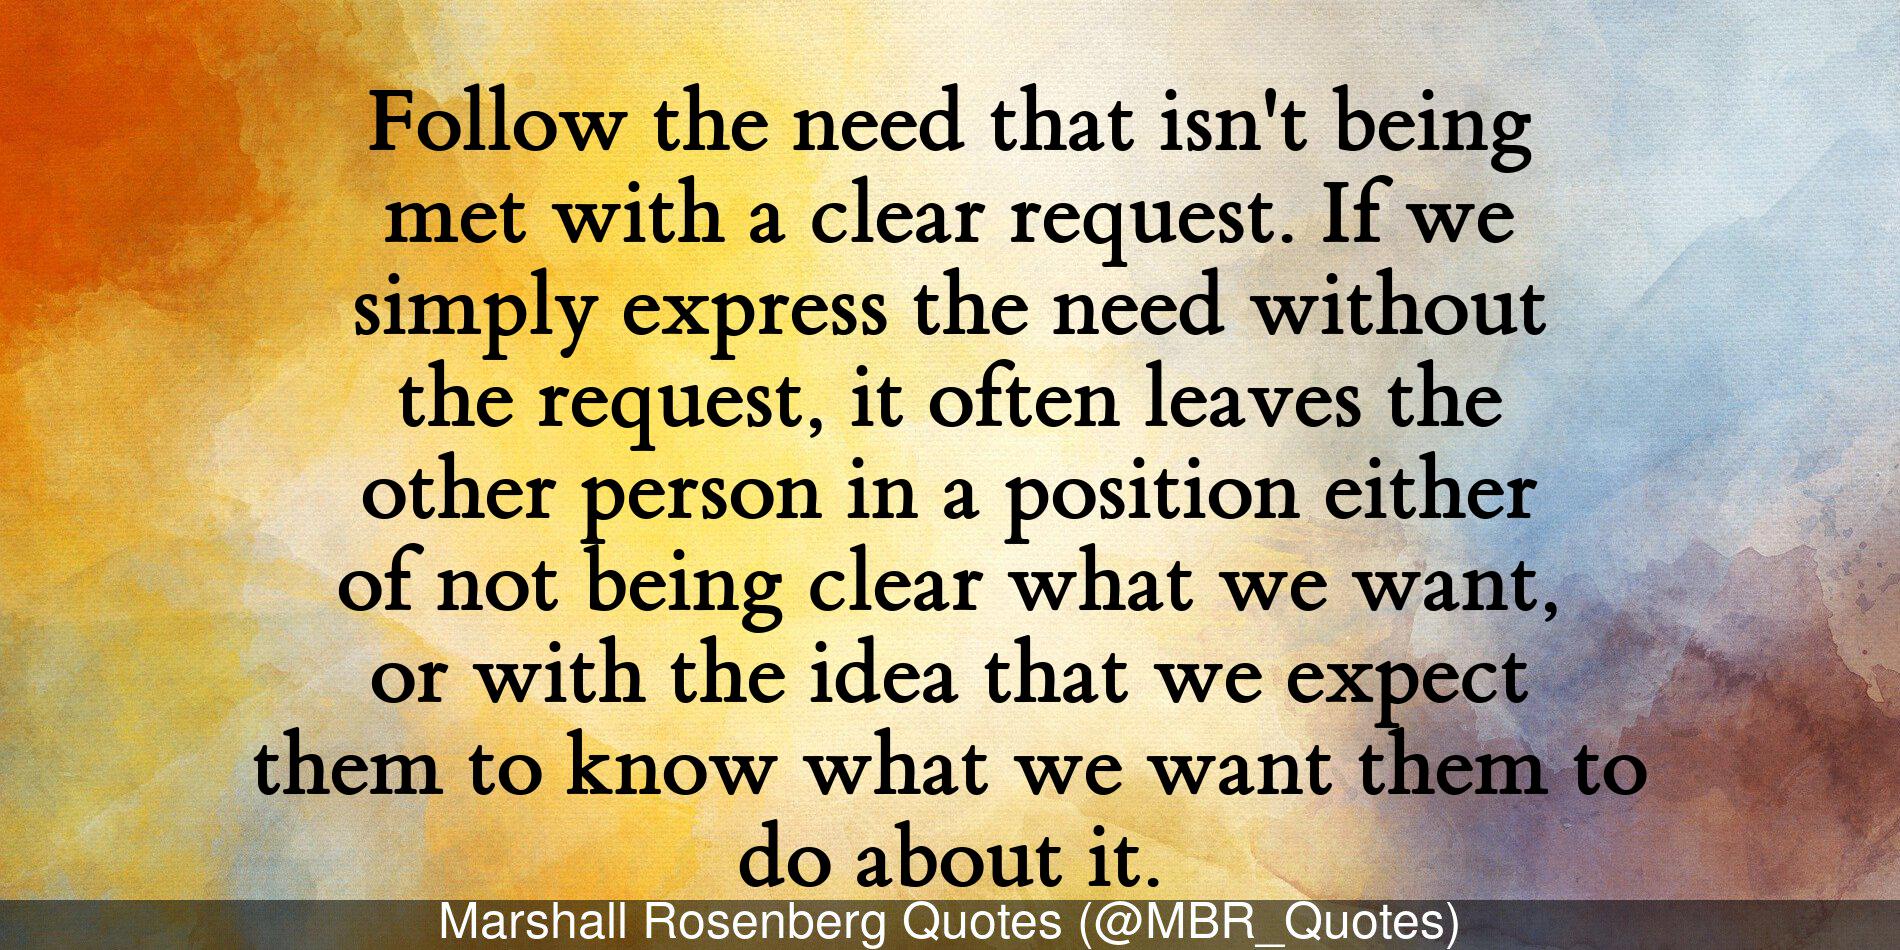 Follow the need that isn't being
met with a clear request. If we
simply express the need without
the request, it often leaves the
other person in a position either
of not being clear what we want,
or with the idea that we expect
them to know what we want them to
do about it.
Marshall Rosenberg Quotes (@MBR_Quotes)